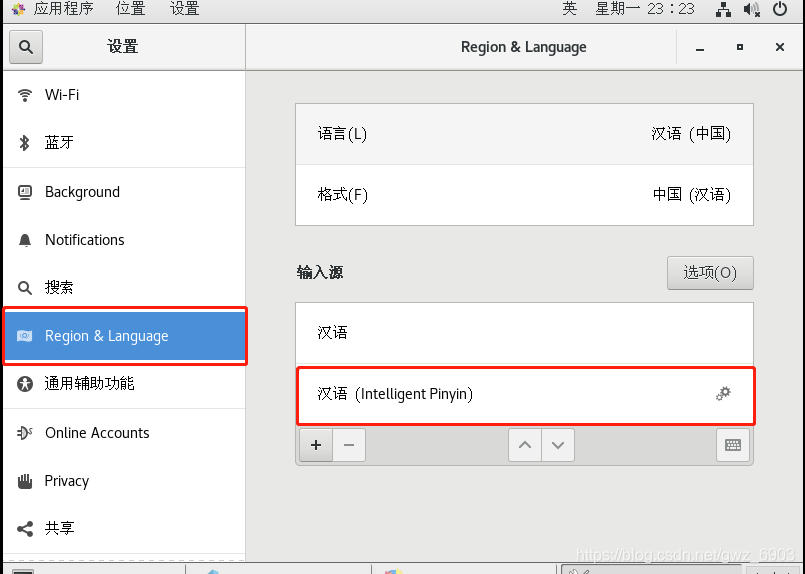 应用程序 位置 设置 英 星期一 23：23
设置 Region & Language
Wi-Fi
蓝牙
Background
Notifications
搜索
Region & Language
通用辅助功能
Online Accounts
Privacy
共享
语言(L) 汉语 (中国)
格式(F) 中国 (汉语)
输入源 选项(O)
汉语
汉语 (Intelligent Pinyin)
https://blog.csdn.net/gwz_6903